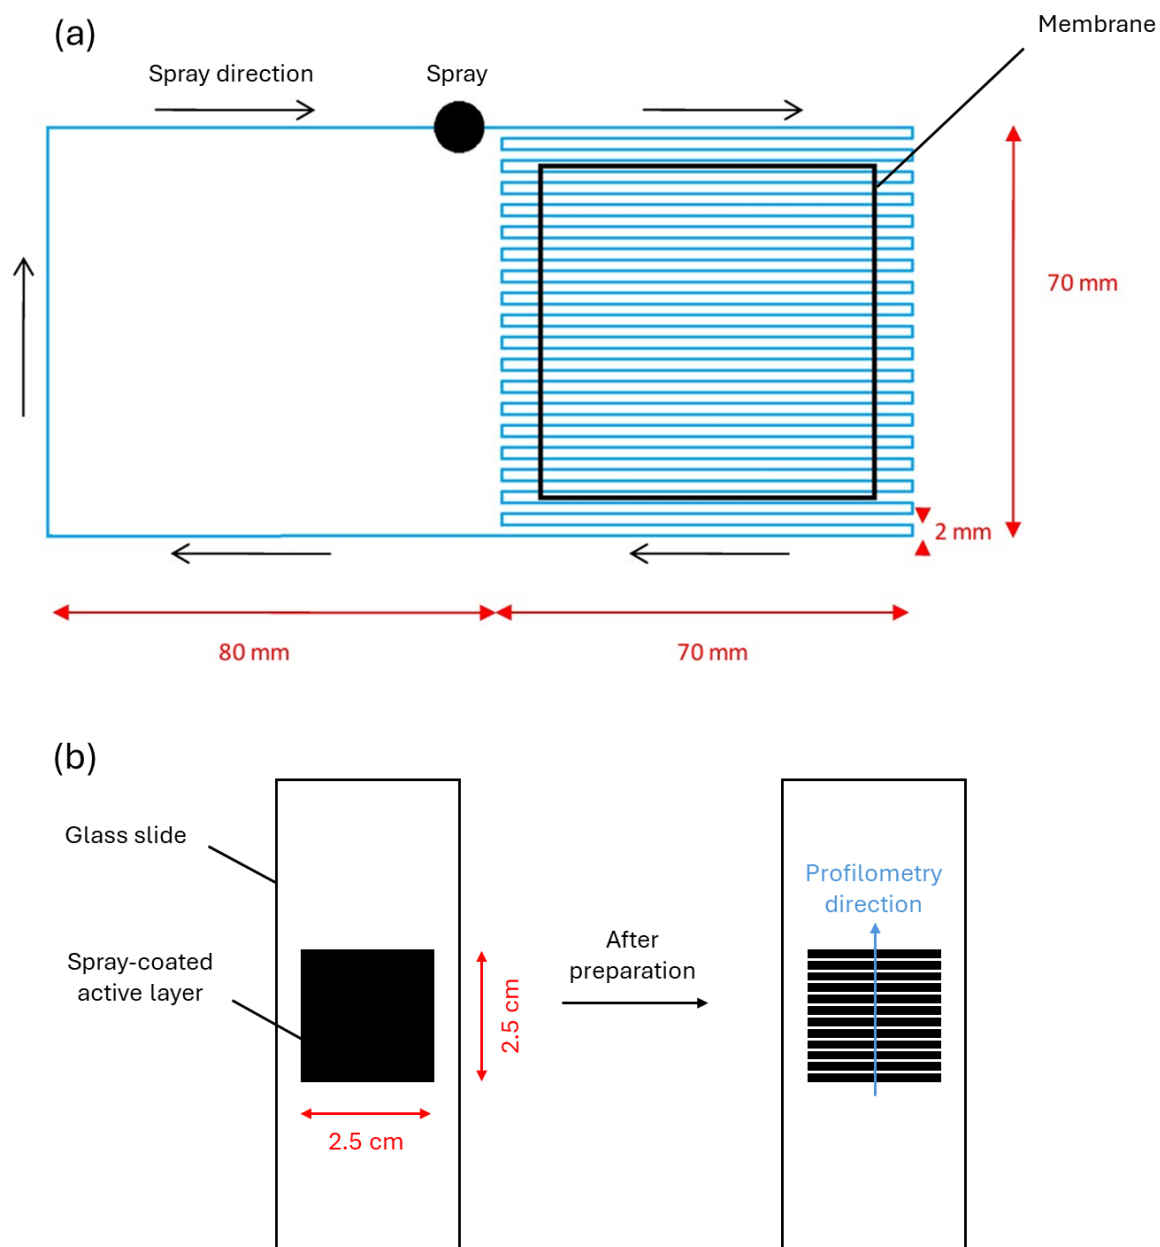 (a)
Membrane
Spray direction
Spray
70 mm
2 mm
80 mm
70 mm
(b)
Glass slide
Profilometry
direction
After
preparation
Spray-coated
active layer
2.5 cm
2.5 cm